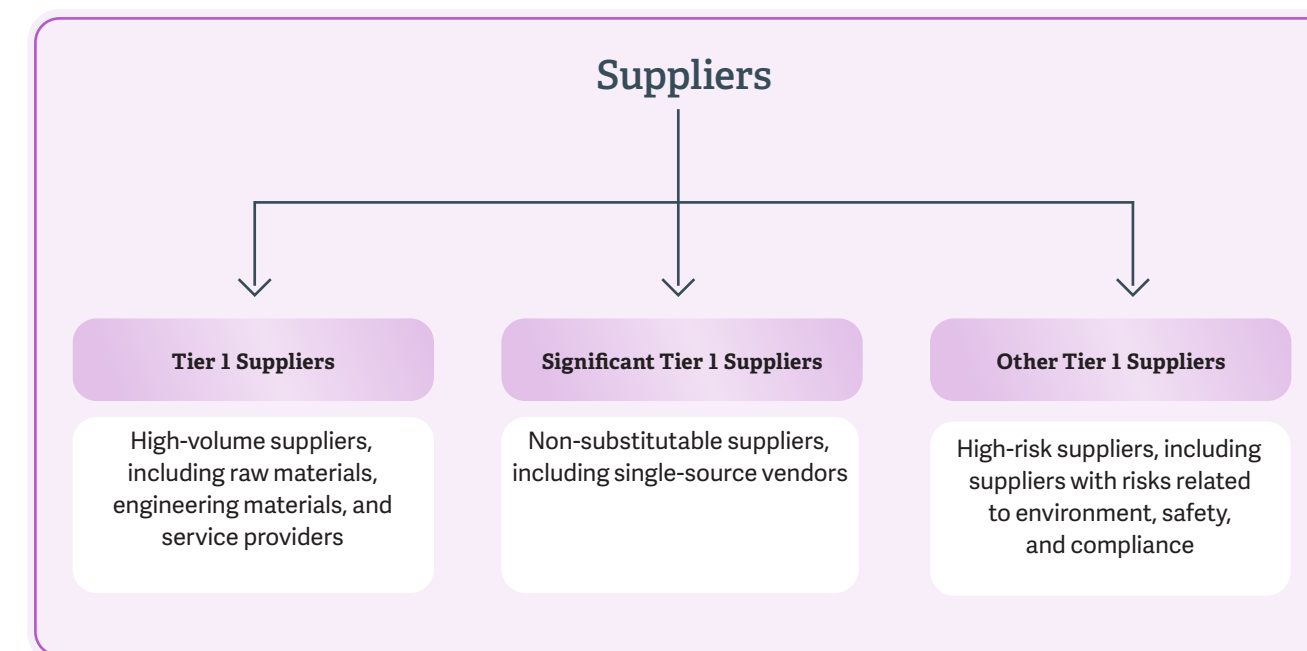 Suppliers
Tier 1 Suppliers
High-volume suppliers,
including raw materials,
engineering materials, and
service providers
Significant Tier 1 Suppliers
Non-substitutable suppliers,
including single-source vendors
Other Tier 1 Suppliers
High-risk suppliers, including
suppliers with risks related
to environment, safety,
and compliance